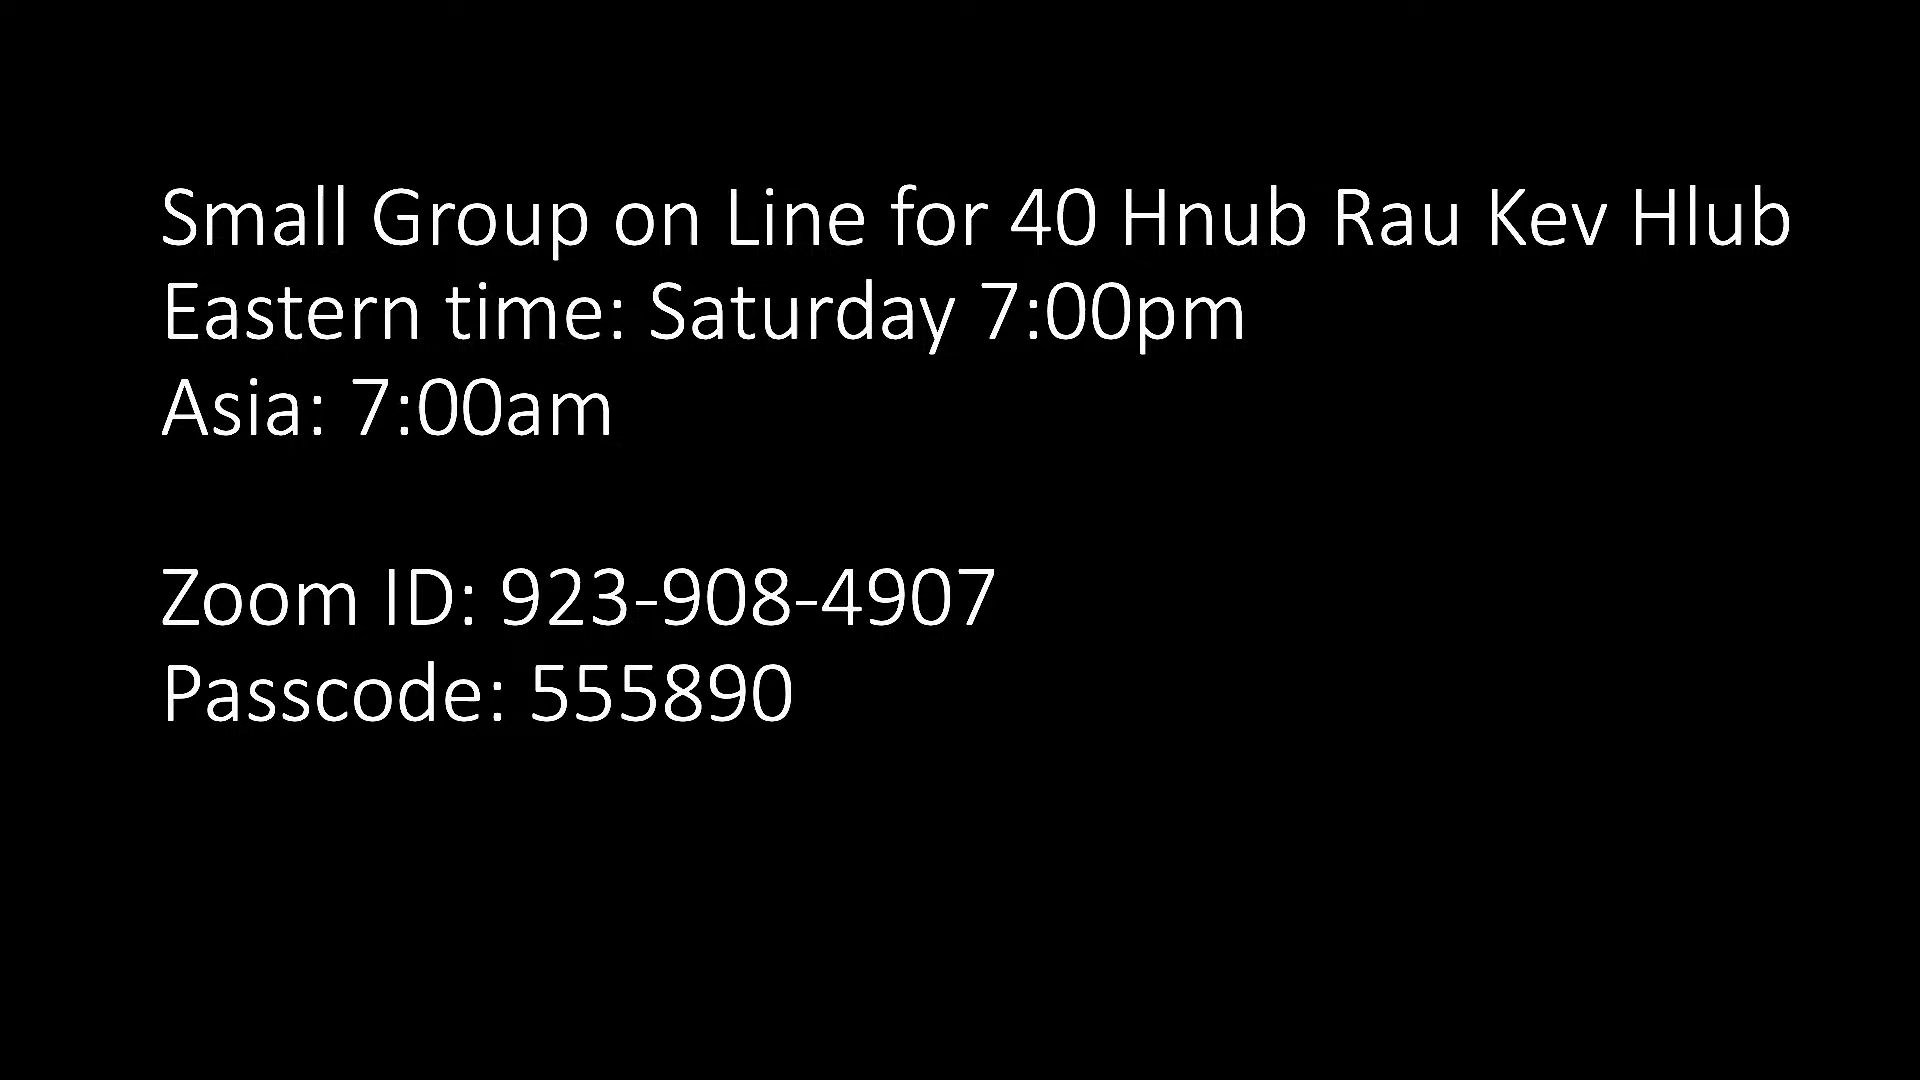 Small Group on Line for 40 Hnub Rau Kev Hlub
Eastern time: Saturday 7:00pm
Asia: 7:00am
Zoom ID: 923-908-4907
Passcode: 555890